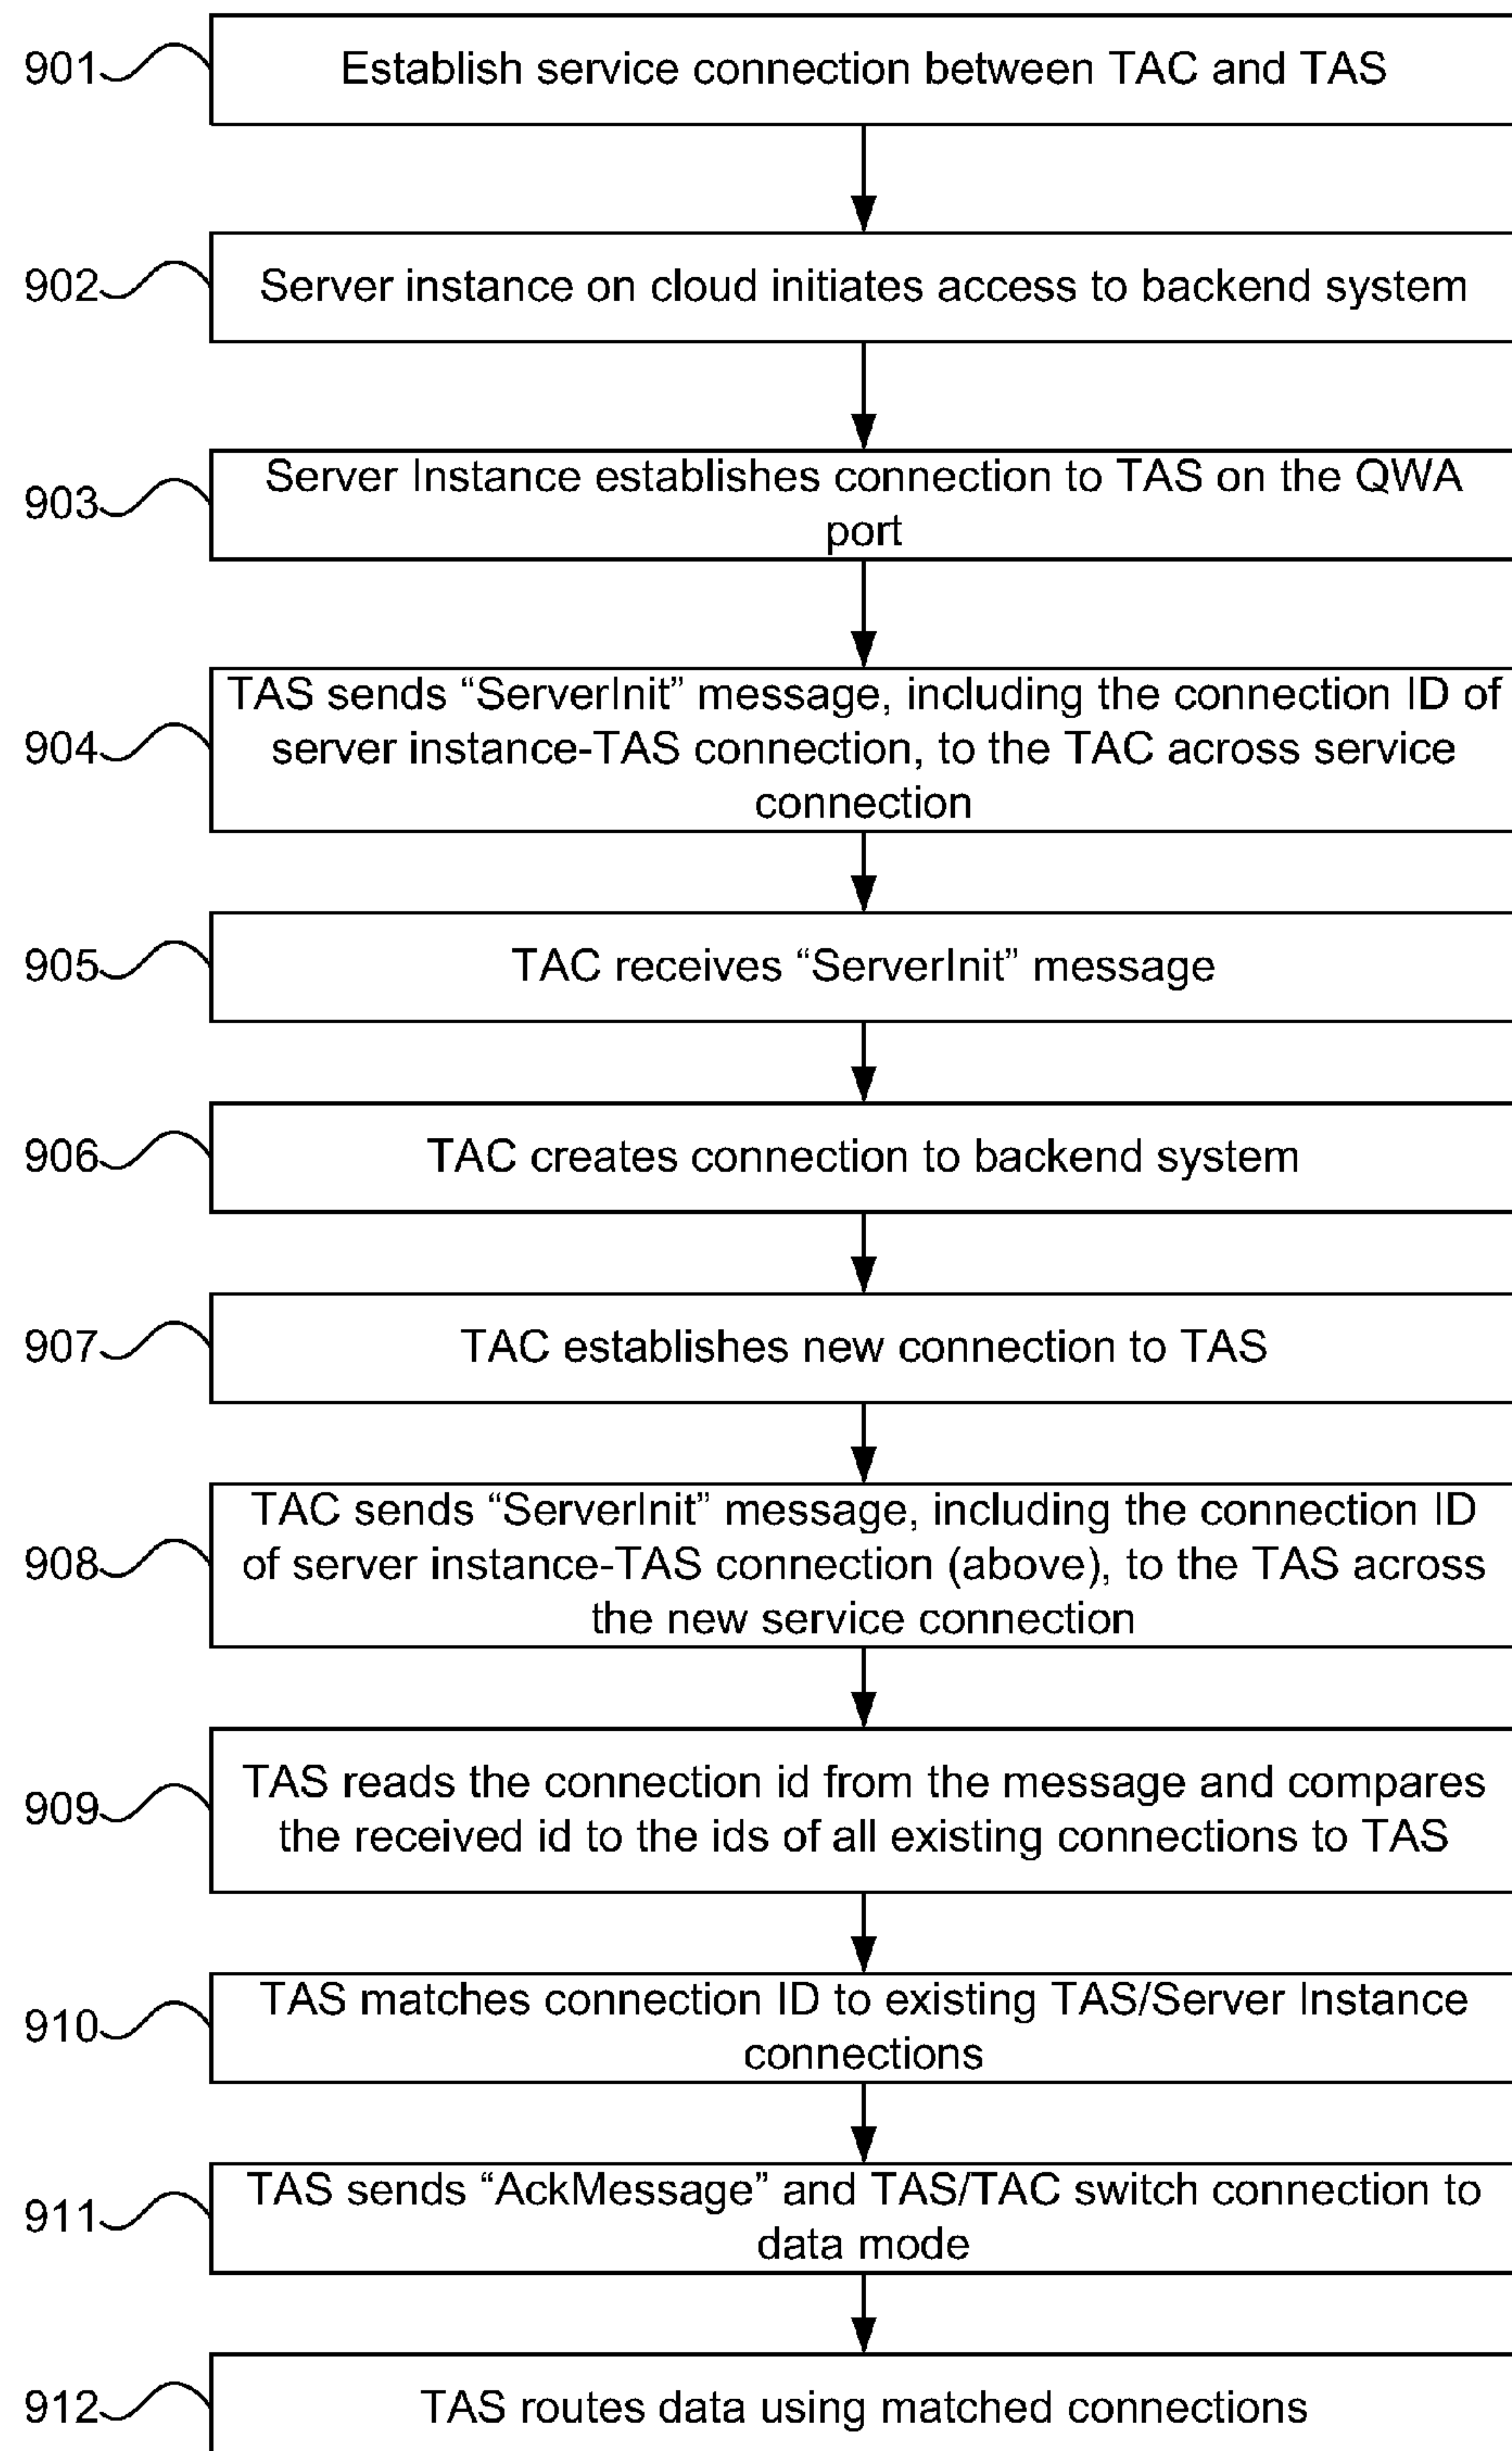 901
Establish service connection between TAC and TAS
902
Server instance on cloud initiates access to backend system
903
Server Instance establishes connection to TAS on the QWA
port
904
TAS sends “ServerInit” message, including the connection ID of
server instance-TAS connection, to the TAC across service
connection
905
TAC receives “ServerInit” message
906
TAC creates connection to backend system
907
TAC establishes new connection to TAS
908
TAC sends “ServerInit” message, including the connection ID
of server instance-TAS connection (above), to the TAS across
the new service connection
909
TAS reads the connection id from the message and compares
the received id to the ids of all existing connections to TAS
910
TAS matches connection ID to existing TAS/Server Instance
connections
911
TAS sends “AckMessage” and TAS/TAC switch connection to
data mode
912
TAS routes data using matched connections